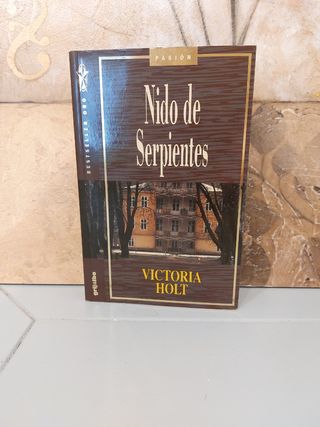 PASIÓN
BESTSELLER ORO
Nido de
Serpientes
VICTORIA
HOLT
grijalbo